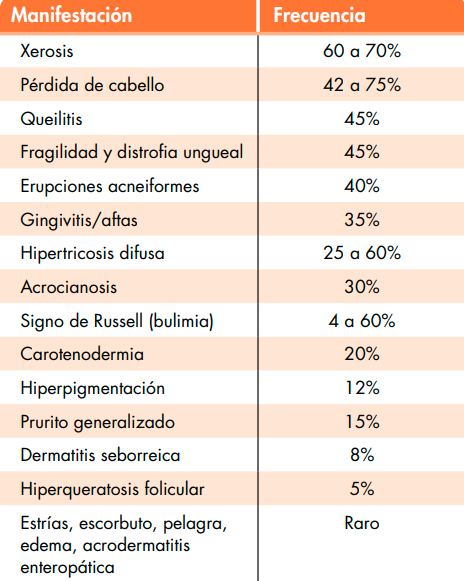 Manifestación Frecuencia
Xerosis 60 a 70%
Pérdida de cabello 42 a 75%
Queilitis 45%
Fragilidad y distrofia ungueal 45%
Erupciones acneiformes 40%
Gingivitis/aftas 35%
Hipertricosis difusa 25 a 60%
Acrocianosis 30%
Signo de Russell (bulimia) 4 a 60%
Carotenodermia 20%
Hiperpigmentación 12%
Prurito generalizado 15%
Dermatitis seborreica 8%
Hiperqueratosis folicular 5%
Estrías, escorbuto, pelagra, Raro
edema, acrodermatitis
enteropática